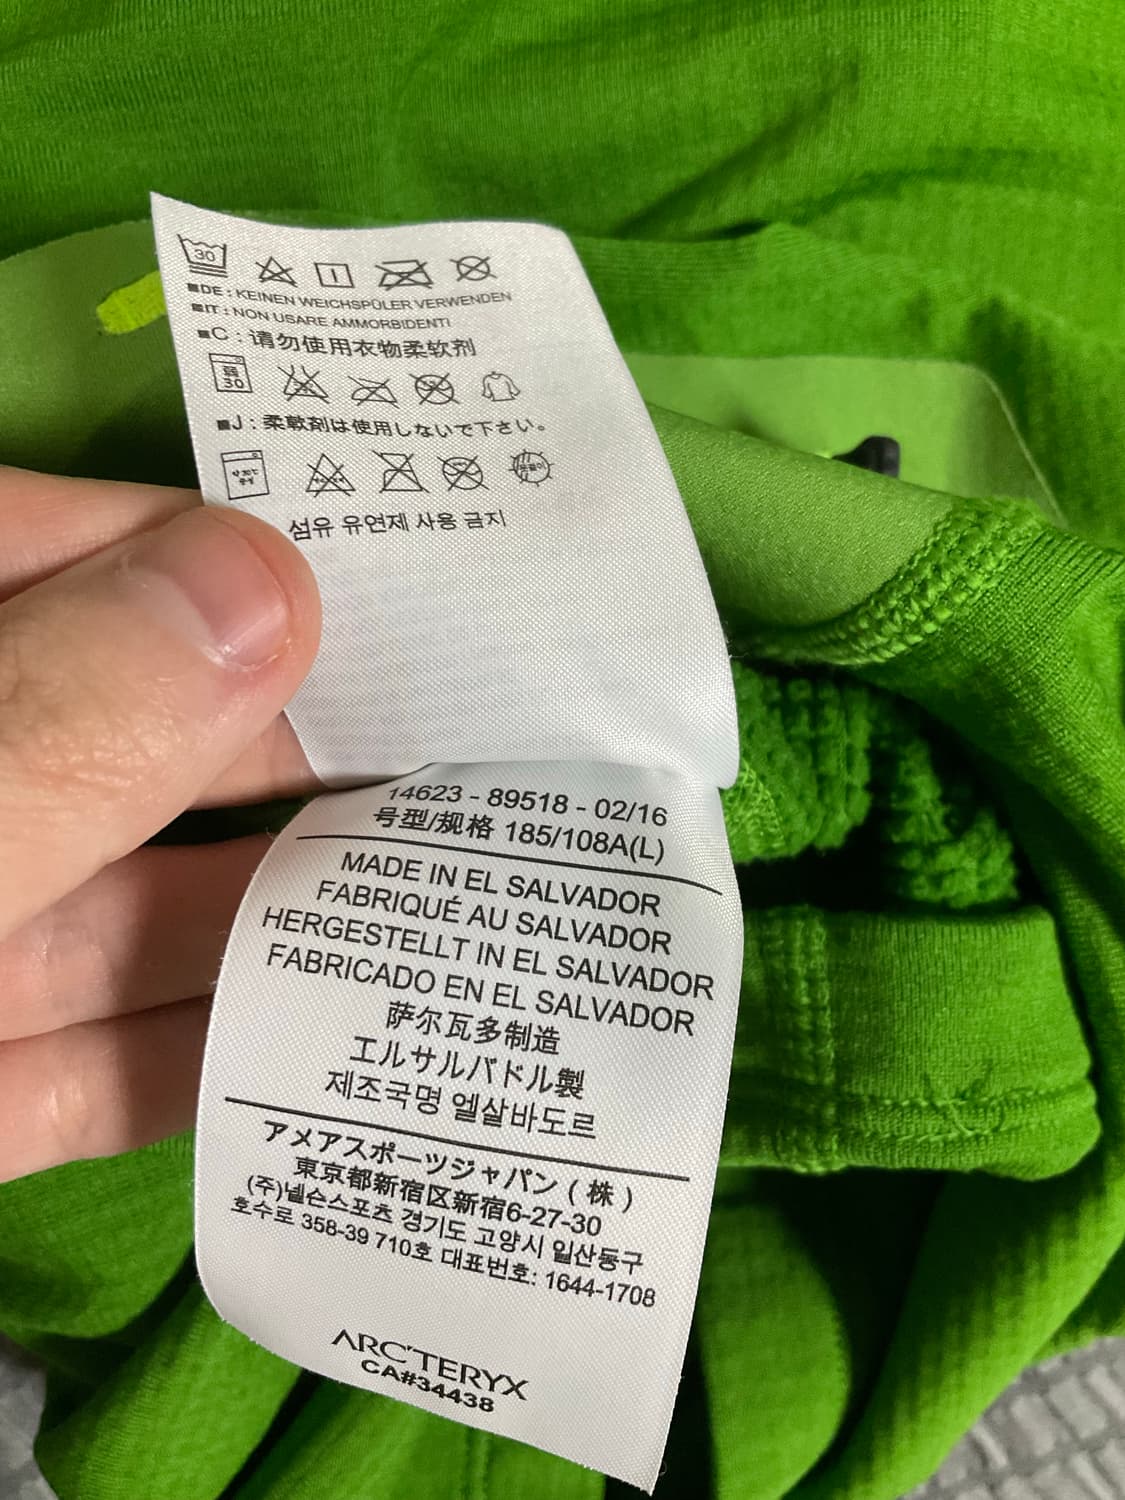 30
■DE : KEINEN WEICHSPÜLER VERWENDEN
■IT : NON USARE AMMORBIDENTI
■C : 请勿使用衣物柔软剂
弱
30
■J : 柔軟剤は使用しないで下さい。
섬유 유연제 사용 금지
14623 - 89518 - 02/16
号型/规格 185/108A(L)
MADE IN EL SALVADOR
FABRIQUÉ AU SALVADOR
HERGESTELLT IN EL SALVADOR
FABRICADO EN EL SALVADOR
萨尔瓦多制造
エルサルバドル製
제조국명 엘살바도르
アメアスポーツジャパン ( 株 )
東京都新宿区新宿6-27-30
(주)넬슨스포츠 경기도 고양시 일산동구
호수로 358-39 710호 대표번호: 1644-1708
ARC'TERYX
CA#34438